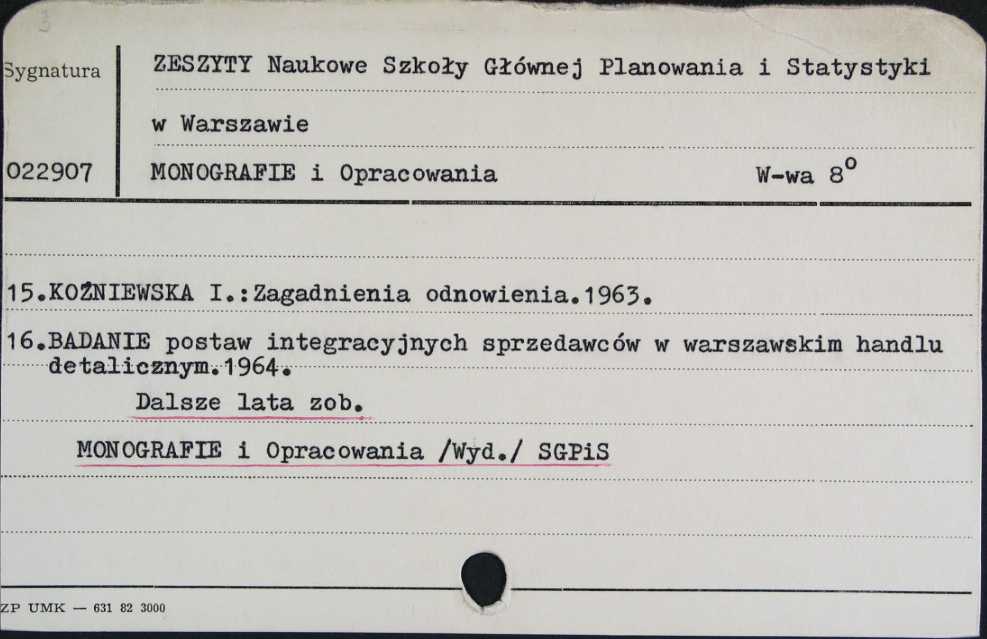 Sygnatura
ZESZYTY Naukowe Szkoły Głównej Planowania i Statystyki
w Warszawie
022907
MONOGRAFIE i Opracowania W-wa 8º
15.KOŹNIEWSKA I.:Zagadnienia odnowienia.1963.
16.BADANIE postaw integracyjnych sprzedawców w warszawskim handlu
detalicznym.1964.
Dalsze lata zob.
MONOGRAFIE i Opracowania /Wyd./ SGPiS
ZP UMK — 631 82 3000